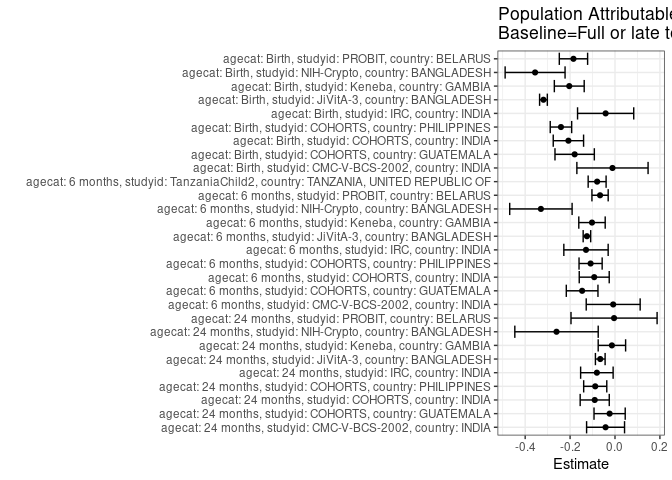 Population Attributable
Baseline=Full or late t
agecat: Birth, studyid: PROBIT, country: BELARUS
agecat: Birth, studyid: NIH-Crypto, country: BANGLADESH
agecat: Birth, studyid: Keneba, country: GAMBIA
agecat: Birth, studyid: JiVitA-3, country: BANGLADESH
agecat: Birth, studyid: IRC, country: INDIA
agecat: Birth, studyid: COHORTS, country: PHILIPPINES
agecat: Birth, studyid: COHORTS, country: INDIA
agecat: Birth, studyid: COHORTS, country: GUATEMALA
agecat: Birth, studyid: CMC-V-BCS-2002, country: INDIA
agecat: 6 months, studyid: TanzaniaChild2, country: TANZANIA, UNITED REPUBLIC OF
agecat: 6 months, studyid: PROBIT, country: BELARUS
agecat: 6 months, studyid: NIH-Crypto, country: BANGLADESH
agecat: 6 months, studyid: Keneba, country: GAMBIA
agecat: 6 months, studyid: JiVitA-3, country: BANGLADESH
agecat: 6 months, studyid: IRC, country: INDIA
agecat: 6 months, studyid: COHORTS, country: PHILIPPINES
agecat: 6 months, studyid: COHORTS, country: INDIA
agecat: 6 months, studyid: COHORTS, country: GUATEMALA
agecat: 6 months, studyid: CMC-V-BCS-2002, country: INDIA
agecat: 24 months, studyid: PROBIT, country: BELARUS
agecat: 24 months, studyid: NIH-Crypto, country: BANGLADESH
agecat: 24 months, studyid: Keneba, country: GAMBIA
agecat: 24 months, studyid: JiVitA-3, country: BANGLADESH
agecat: 24 months, studyid: IRC, country: INDIA
agecat: 24 months, studyid: COHORTS, country: PHILIPPINES
agecat: 24 months, studyid: COHORTS, country: INDIA
agecat: 24 months, studyid: COHORTS, country: GUATEMALA
agecat: 24 months, studyid: CMC-V-BCS-2002, country: INDIA
-0.4 -0.2 0.0 0.2
Estimate